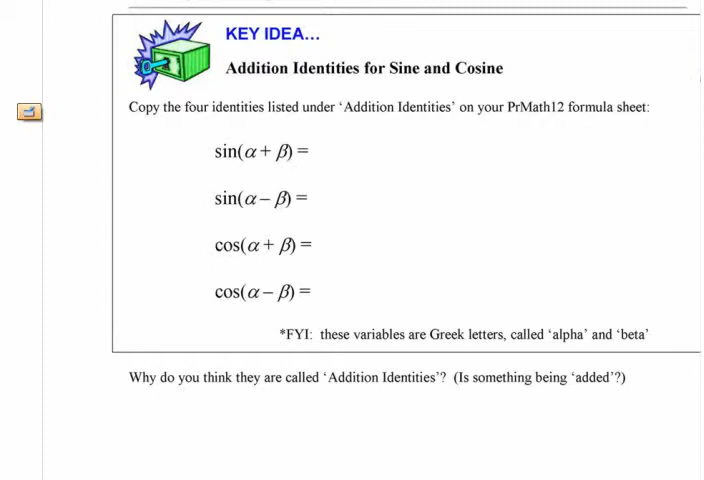 KEY IDEA…
Addition Identities for Sine and Cosine
Copy the four identities listed under ‘Addition Identities’ on your PrMath12 formula sheet:
sin(α + β) =
sin(α − β) =
cos(α + β) =
cos(α − β) =
*FYI: these variables are Greek letters, called ‘alpha’ and ‘beta’
Why do you think they are called ‘Addition Identities’? (Is something being ‘added’?)